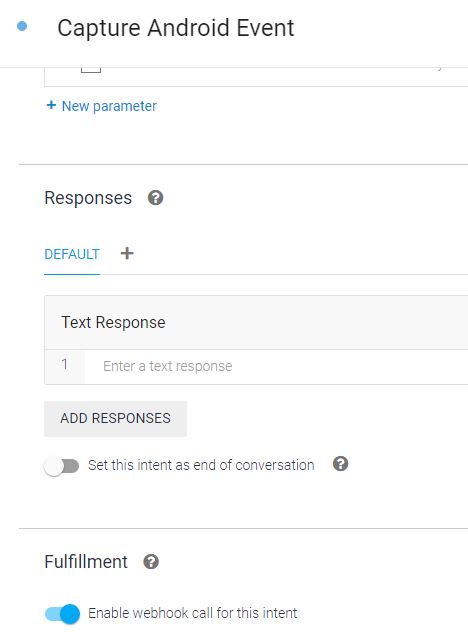 Capture Android Event
+ New parameter
Responses ?
DEFAULT +
Text Response
1 Enter a text response
ADD RESPONSES
Set this intent as end of conversation ?
Fulfillment ?
Enable webhook call for this intent